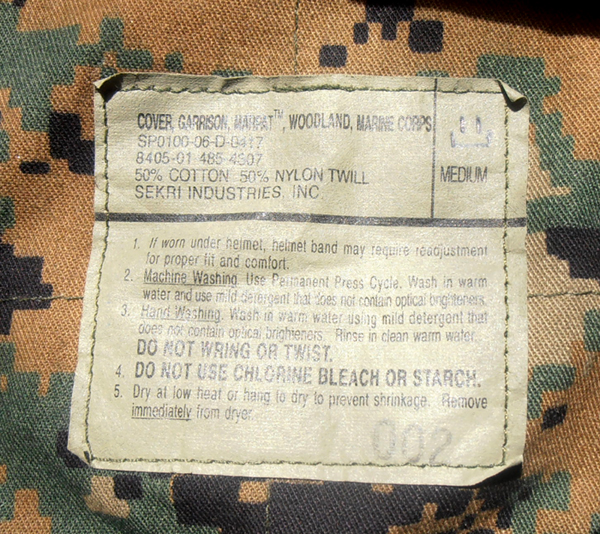 COVER, GARRISON, MARPAT™, WOODLAND, MARINE CORPS
SP0100-06-D-0417
8405-01-485-4307
50% COTTON 50% NYLON TWILL
SEKRI INDUSTRIES, INC.
MEDIUM
1. If worn under helmet, helmet band may require readjustment
for proper fit and comfort.
2. Machine Washing. Use Permanent Press Cycle. Wash in warm
water and use mild detergent that does not contain optical brighteners.
3. Hand Washing. Wash in warm water using mild detergent that
does not contain optical brighteners. Rinse in clean warm water.
DO NOT WRING OR TWIST.
4. DO NOT USE CHLORINE BLEACH OR STARCH.
5. Dry at low heat or hang to dry to prevent shrinkage. Remove
immediately from dryer.
002